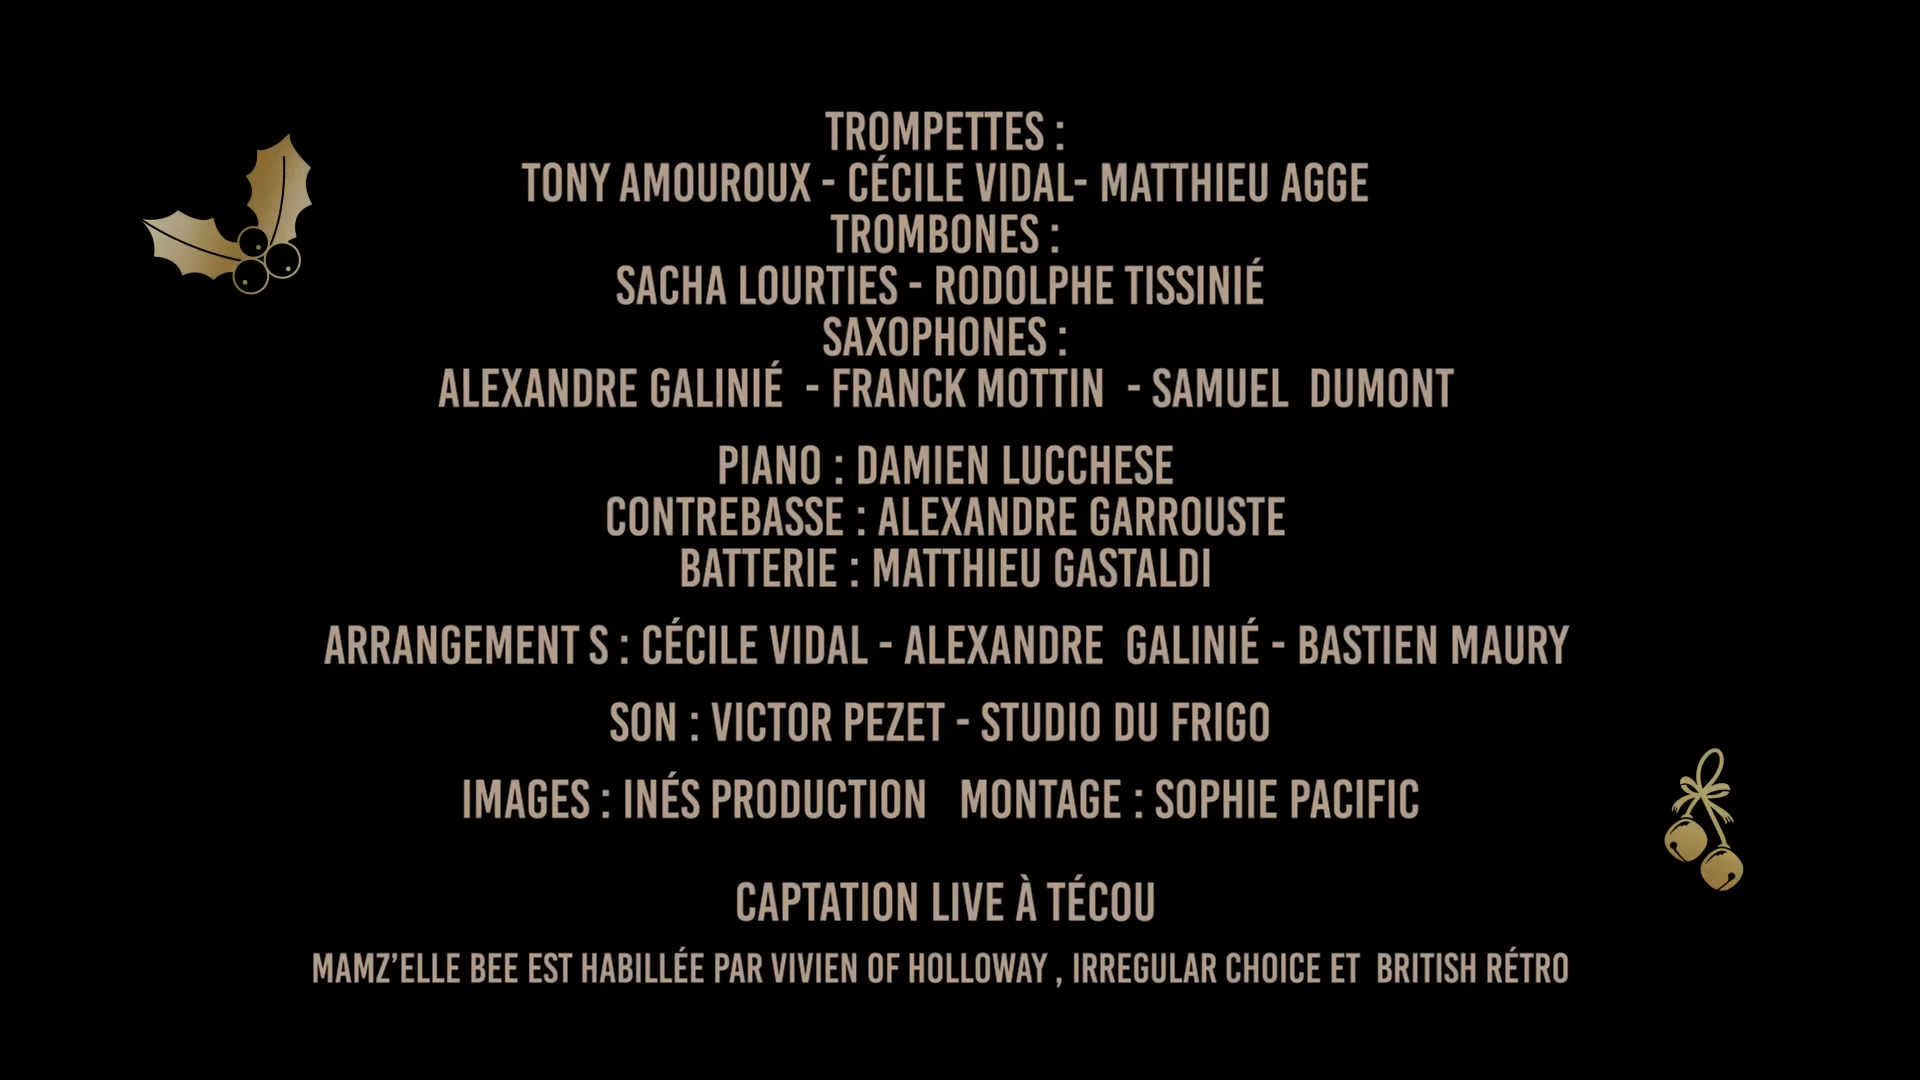 TROMPETTES :
TONY AMOUROUX - CÉCILE VIDAL- MATTHIEU AGGE
TROMBONES :
SACHA LOURTIES - RODOLPHE TISSINIÉ
SAXOPHONES :
ALEXANDRE GALINIÉ - FRANCK MOTTIN - SAMUEL DUMONT
PIANO : DAMIEN LUCCHESE
CONTREBASSE : ALEXANDRE GARROUSTE
BATTERIE : MATTHIEU GASTALDI
ARRANGEMENT S : CÉCILE VIDAL - ALEXANDRE GALINIÉ - BASTIEN MAURY
SON : VICTOR PEZET - STUDIO DU FRIGO
IMAGES : INÉS PRODUCTION MONTAGE : SOPHIE PACIFIC
CAPTATION LIVE À TÉCOU
MAMZ’ELLE BEE EST HABILLÉE PAR VIVIEN OF HOLLOWAY , IRREGULAR CHOICE ET BRITISH RÉTRO